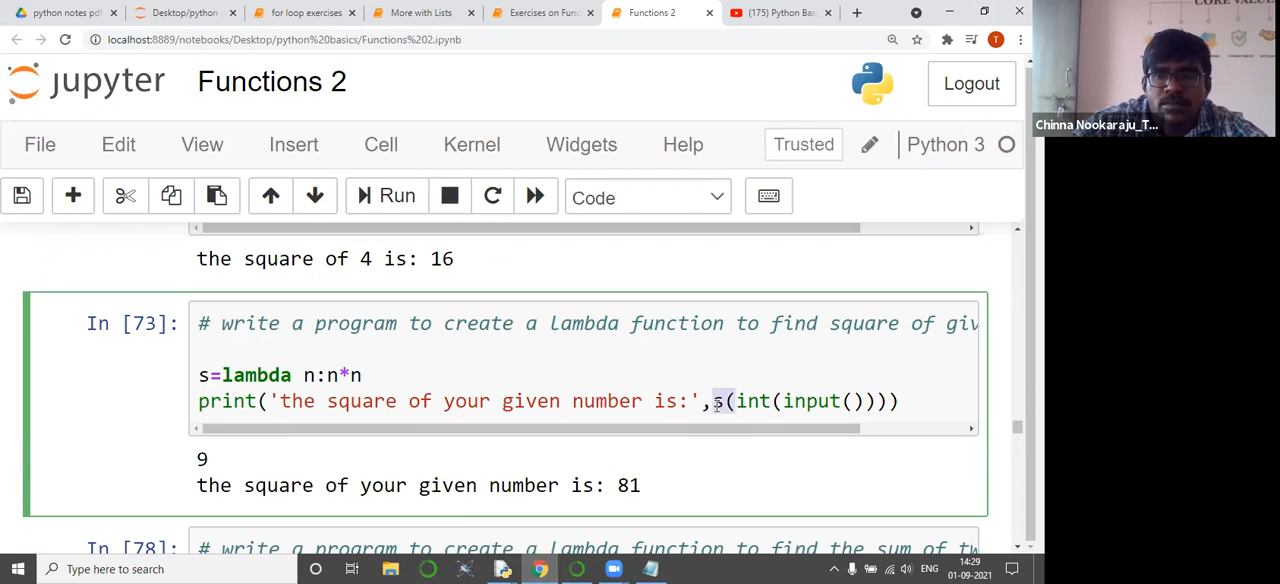 python notes pdf
Desktop/python
for loop exercises
More with Lists
Exercises on Func
Functions 2
(175) Python Bas
localhost:8889/notebooks/Desktop/python%20basics/Functions%202.ipynb
T
CORE VALUE
jupyter Functions 2
Logout
Chinna Nookaraju_T...
File Edit View Insert Cell Kernel Widgets Help
Trusted
Python 3
Run
Code
the square of 4 is: 16
In [73]: # write a program to create a lambda function to find square of giv
s=lambda n:n*n
print('the square of your given number is:',s(int(input())))
9
the square of your given number is: 81
In [78]: # write a program to create a lambda function to find the sum of tw
Type here to search
ENG
14:29
01-09-2021